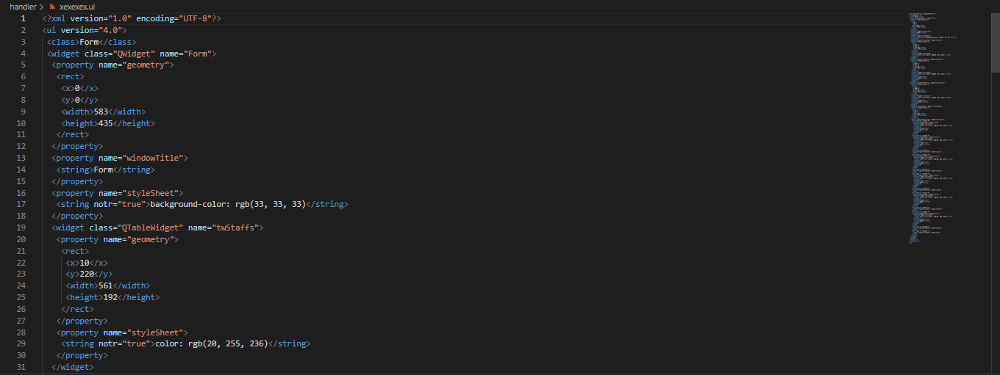 handler > xexexex.ui
1 <?xml version="1.0" encoding="UTF-8"?>
2 <ui version="4.0">
3 <class>Form</class>
4 <widget class="QWidget" name="Form">
5 <property name="geometry">
6 <rect>
7 <x>0</x>
8 <y>0</y>
9 <width>583</width>
10 <height>435</height>
11 </rect>
12 </property>
13 <property name="windowTitle">
14 <string>Form</string>
15 </property>
16 <property name="styleSheet">
17 <string notr="true">background-color: rgb(33, 33, 33)</string>
18 </property>
19 <widget class="QTableWidget" name="twStaffs">
20 <property name="geometry">
21 <rect>
22 <x>10</x>
23 <y>220</y>
24 <width>561</width>
25 <height>192</height>
26 </rect>
27 </property>
28 <property name="styleSheet">
29 <string notr="true">color: rgb(20, 255, 236)</string>
30 </property>
31 </widget>